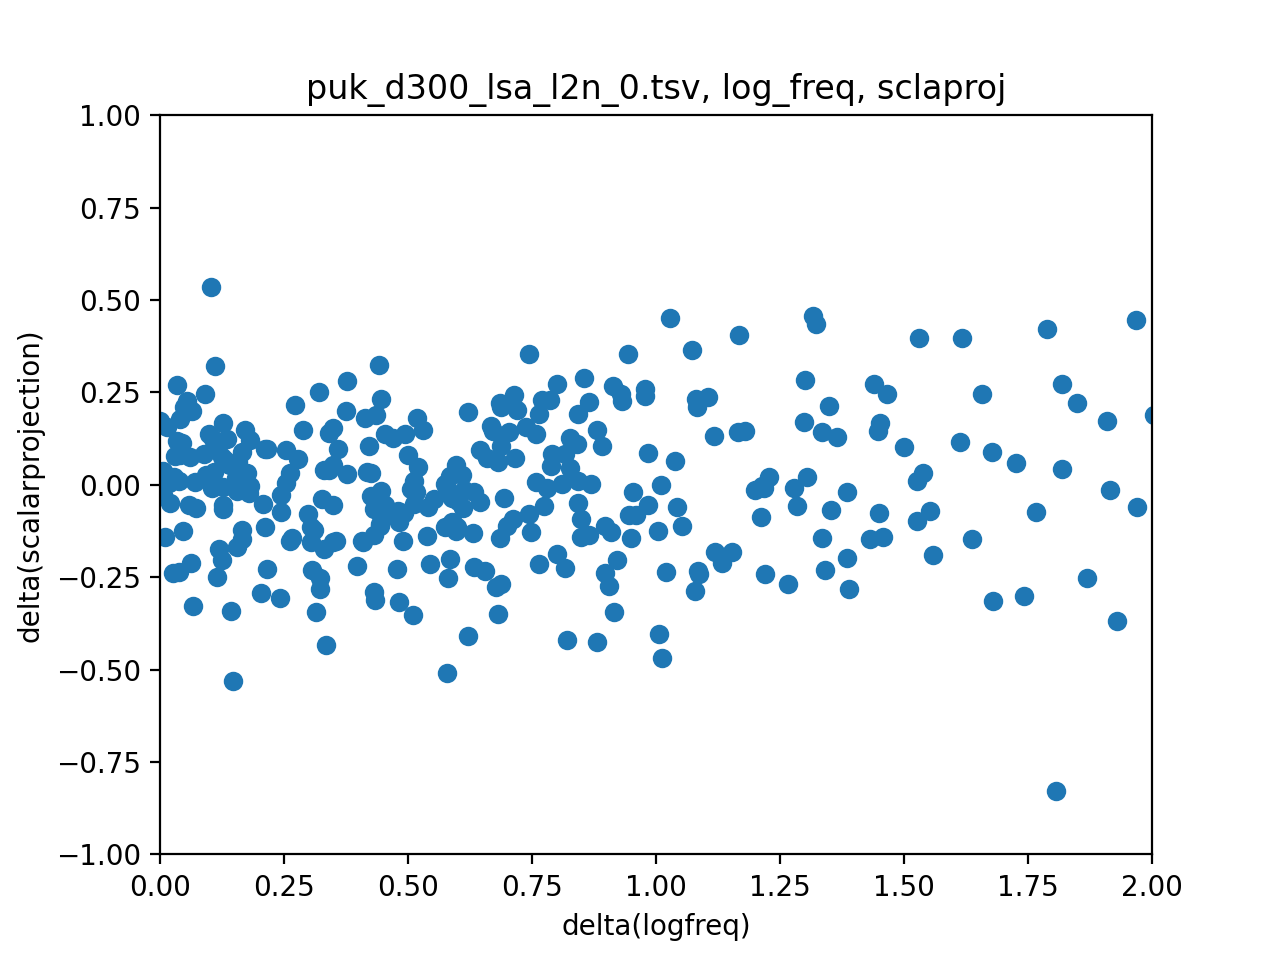 puk_d300_lsa_l2n_0.tsv, log_freq, sclaproj
1.00
0.75
0.50
0.25
0.00
−0.25
−0.50
−0.75
−1.00
delta(scalarprojection)
0.00 0.25 0.50 0.75 1.00 1.25 1.50 1.75 2.00
delta(logfreq)